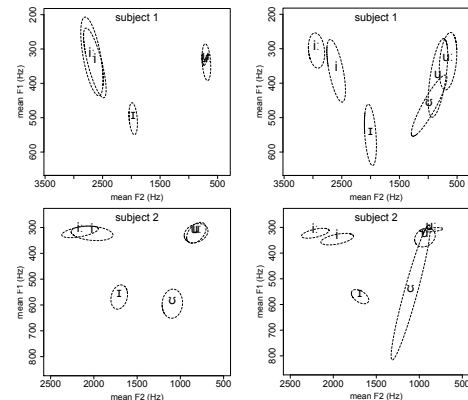 subject 1
mean F1 (Hz)
200
300
400
500
600
i
i
ɪ
3500
2500
1500
500
mean F2 (Hz)
subject 1
mean F1 (Hz)
200
300
400
500
600
i
i
ɪ
ʊ
3500
2500
1500
500
mean F2 (Hz)
subject 2
mean F1 (Hz)
300
400
500
600
700
800
i
i
ɪ
ʊ
2500
2000
1500
1000
500
mean F2 (Hz)
subject 2
mean F1 (Hz)
300
400
500
600
700
800
i
i
ɪ
ʊ
2500
2000
1500
1000
500
mean F2 (Hz)